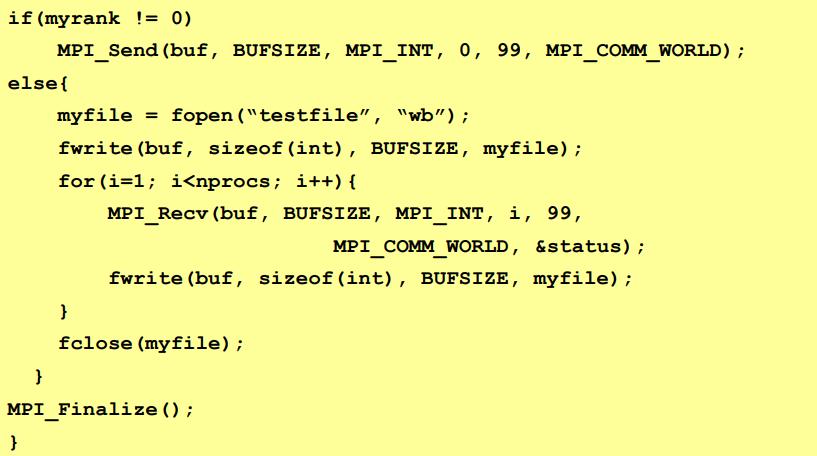 if(myrank != 0)
MPI_Send(buf, BUFSIZE, MPI_INT, 0, 99, MPI_COMM_WORLD);
else{
myfile = fopen(“testfile”, “wb”);
fwrite(buf, sizeof(int), BUFSIZE, myfile);
for(i=1; i<nprocs; i++){
MPI_Recv(buf, BUFSIZE, MPI_INT, i, 99,
MPI_COMM_WORLD, &status);
fwrite(buf, sizeof(int), BUFSIZE, myfile);
}
fclose(myfile);
}
MPI_Finalize();
}